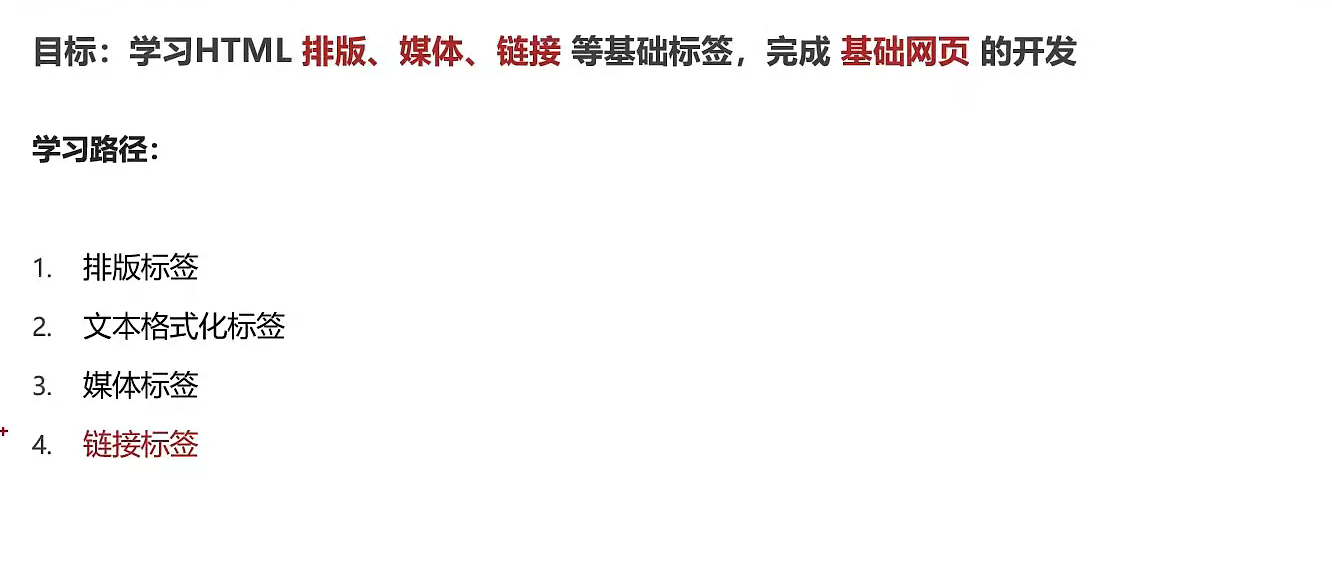 目标：学习HTML 排版、媒体、链接 等基础标签，完成 基础网页 的开发
学习路径：
1. 排版标签
2. 文本格式化标签
3. 媒体标签
4. 链接标签